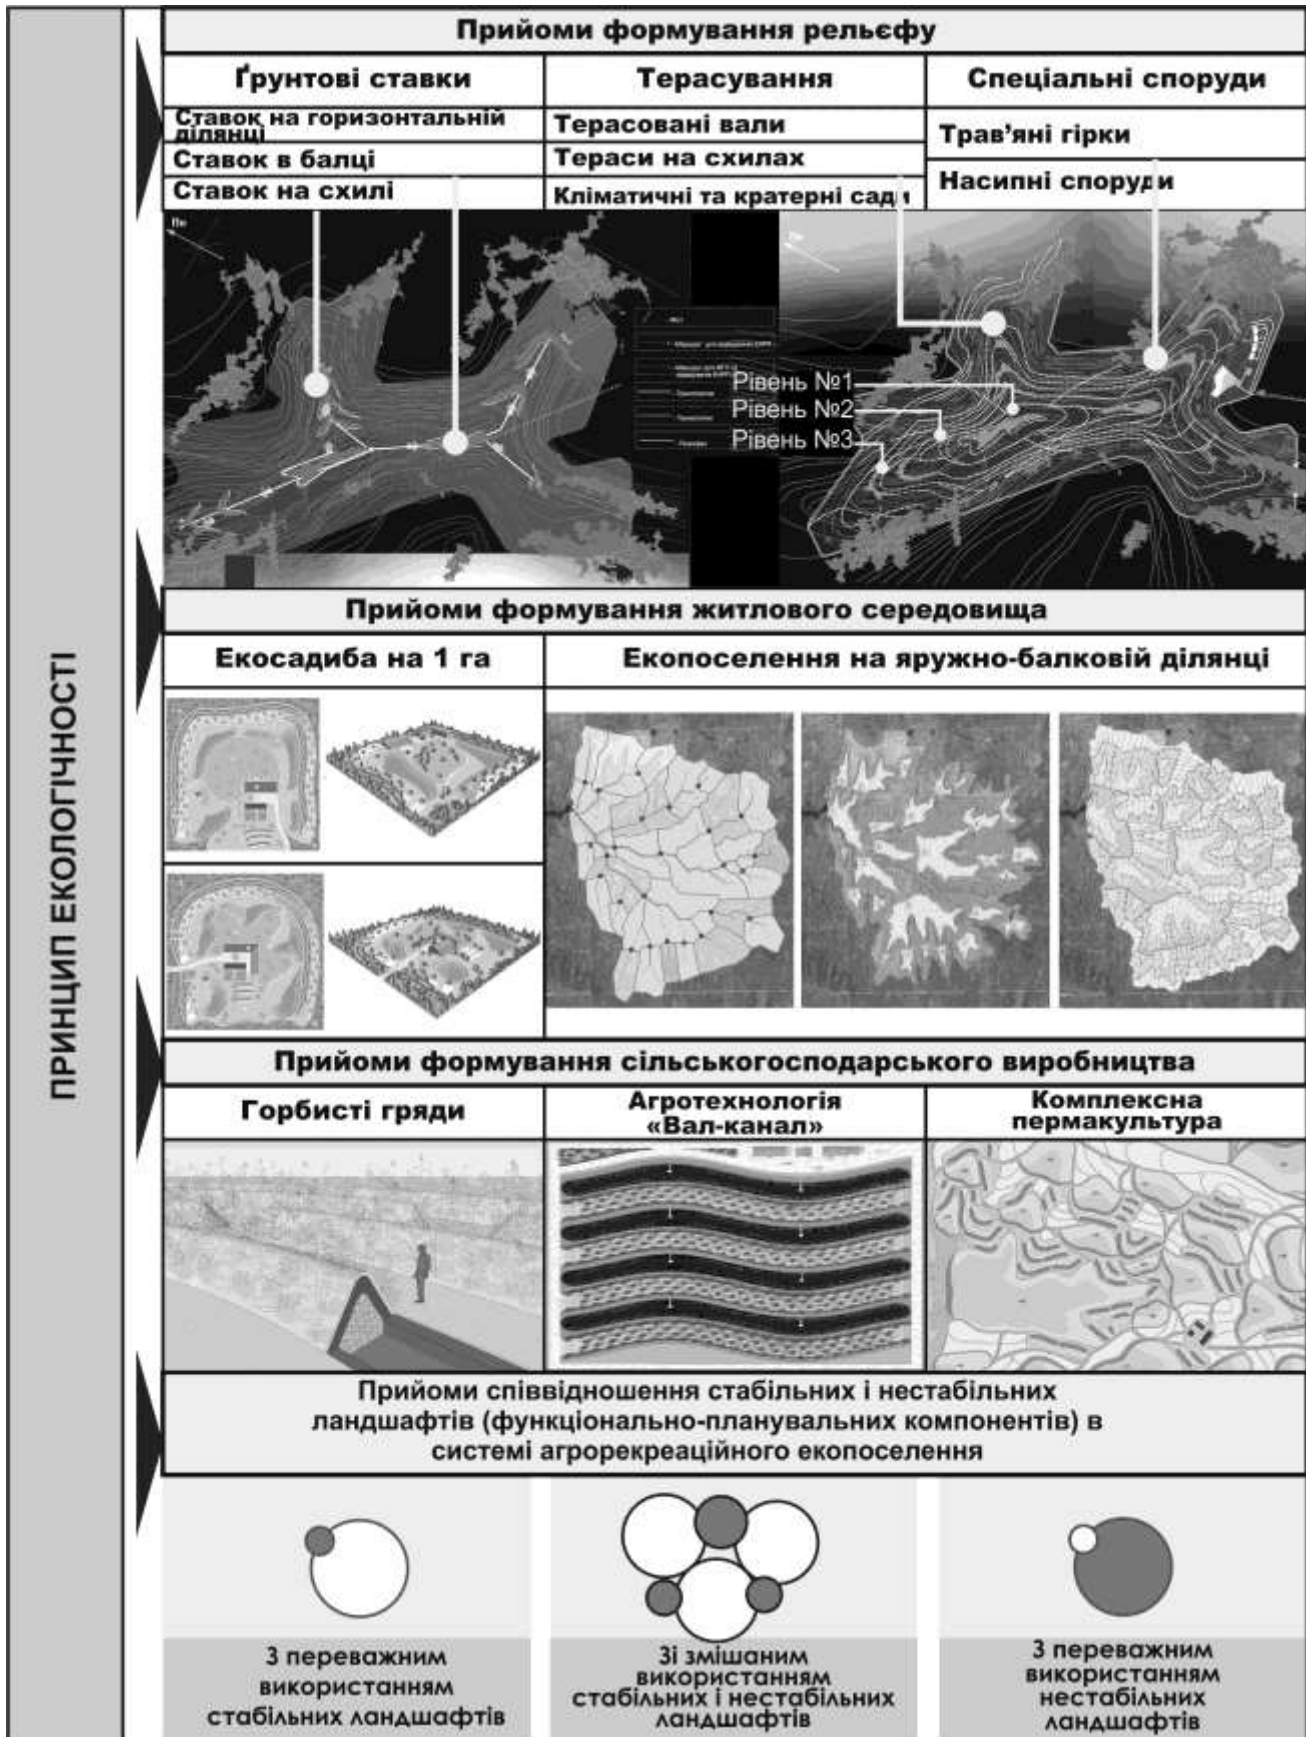 ПРИНЦИП ЕКОЛОГІЧНОСТІ
Прийоми формування рельєфу
Ґрунтові ставки
Терасування
Спеціальні споруди
Ставок на горизонтальній
ділянці
Ставок в балці
Ставок на схилі
Терасовані вали
Тераси на схилах
Кліматичні та кратерні сади
Трав’яні гірки
Насипні споруди
Рівень №1
Рівень №2
Рівень №3
Прийоми формування житлового середовища
Екосадиба на 1 га
Екопоселення на яружно-балковій ділянці
Прийоми формування сільськогосподарського виробництва
Горбисті гряди
Агротехнологія
«Вал-канал»
Комплексна
пермакультура
Прийоми співвідношення стабільних і нестабільних
ландшафтів (функціонально-планувальних компонентів) в
системі агрорекреаційного екопоселення
З переважним
використанням
стабільних ландшафтів
Зі змішаним
використанням
стабільних і нестабільних
ландшафтів
З переважним
використанням
нестабільних
ландшафтів